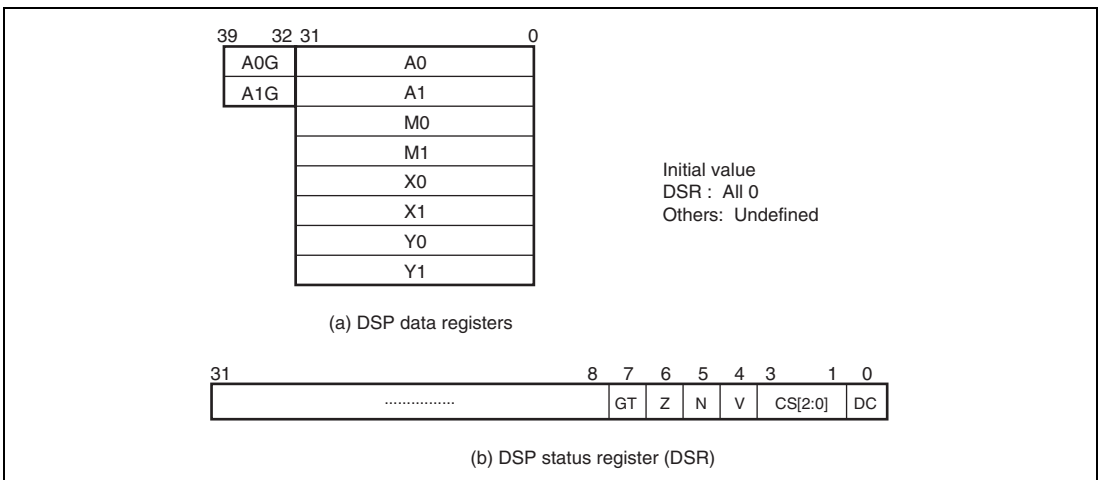 39 32 31 0
A0G A0
A1G A1
M0
M1
X0
X1
Y0
Y1
Initial value
DSR : All 0
Others: Undefined
(a) DSP data registers
31 8 7 6 5 4 3 1 0
................ GT Z N V CS[2:0] DC
(b) DSP status register (DSR)